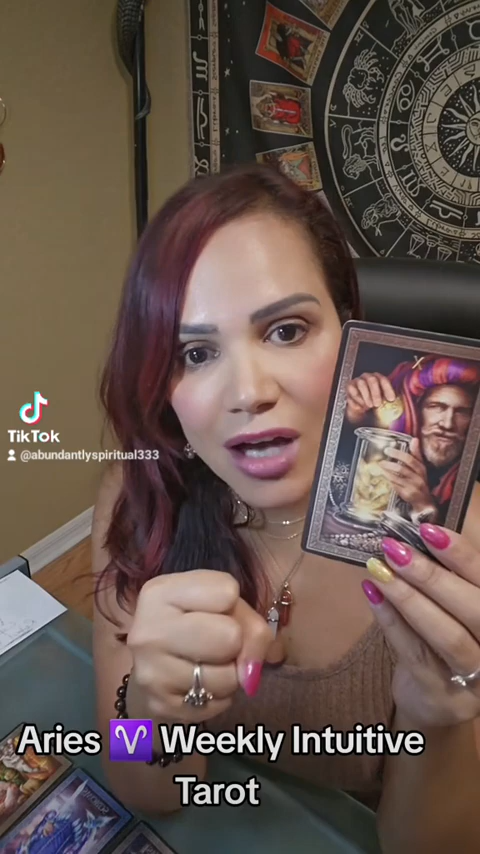 TikTok
@abundantlyspiritual333
X
Aries ♈ Weekly Intuitive
Tarot